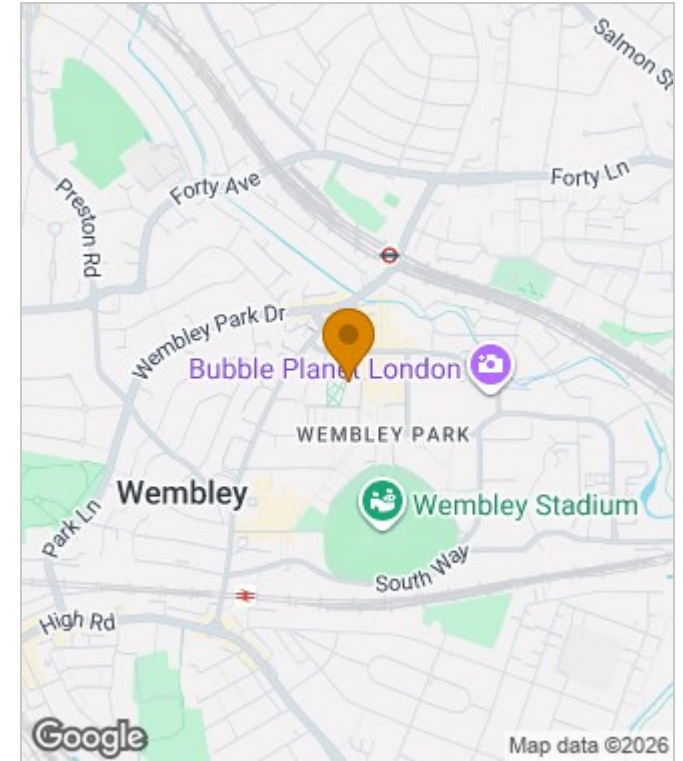 Salmon St
Forty Ln
Forty Ave
Preston Rd
Wembley Park Dr
Bubble Planet London
WEMBLEY PARK
Wembley
Wembley Stadium
Park Ln
South Way
High Rd
Google
Map data ©2026